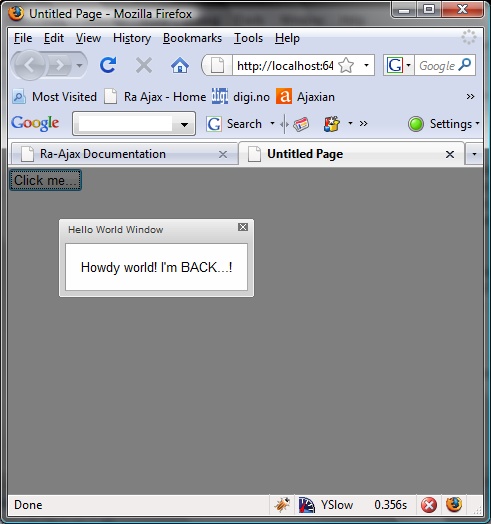 Untitled Page - Mozilla Firefox
File Edit View History Bookmarks Tools Help
http://localhost:64
G Google
Most Visited Ra Ajax - Home digi.no a Ajaxian »
Google G Search » Settings
Ra-Ajax Documentation Untitled Page
Click me...
Hello World Window
Howdy world! I'm BACK...!
Done YSlow 0.356s